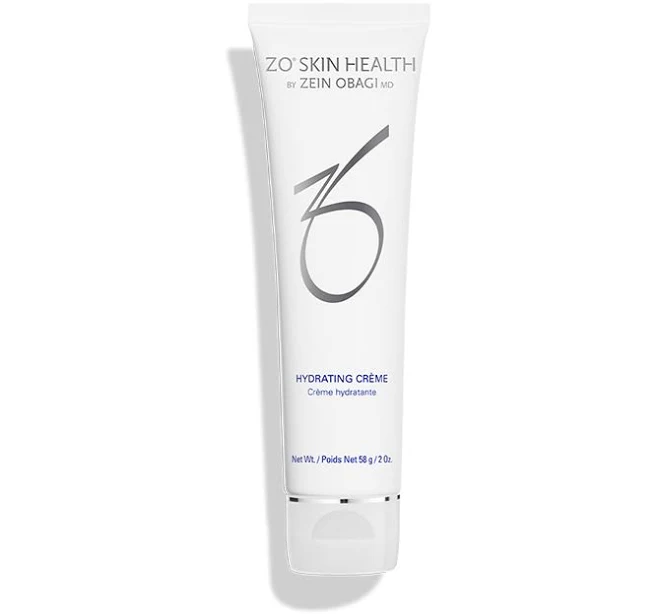 ZO® SKIN HEALTH
BY ZEIN OBAGI MD
HYDRATING CRÈME
Crème hydratante
Net Wt. / Poids Net 58 g / 2 Oz.